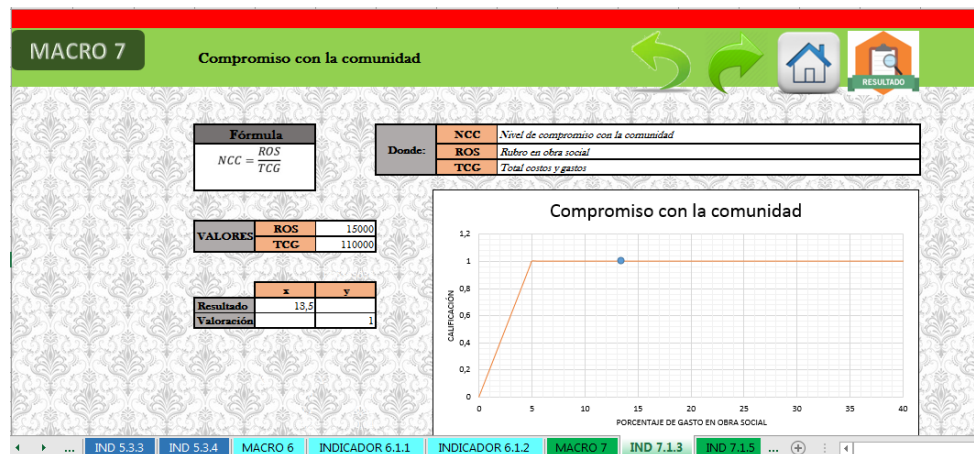 MACRO 7
Compromiso con la comunidad
RESULTADO
Fórmula
NCC = ROS / TCG
Donde:
NCC Nivel de compromiso con la comunidad
ROS Rubro en obra social
TCG Total costos y gastos
VALORES
ROS 15000
TCG 110000
x y
Resultado 13,5
Valoración 1
Compromiso con la comunidad
CALIFICACIÓN
1,2
1
0,8
0,6
0,4
0,2
0
0 5 10 15 20 25 30 35 40
PORCENTAJE DE GASTO EN OBRA SOCIAL
... IND 5.3.3 IND 5.3.4 MACRO 6 INDICADOR 6.1.1 INDICADOR 6.1.2 MACRO 7 IND 7.1.3 IND 7.1.5 ...